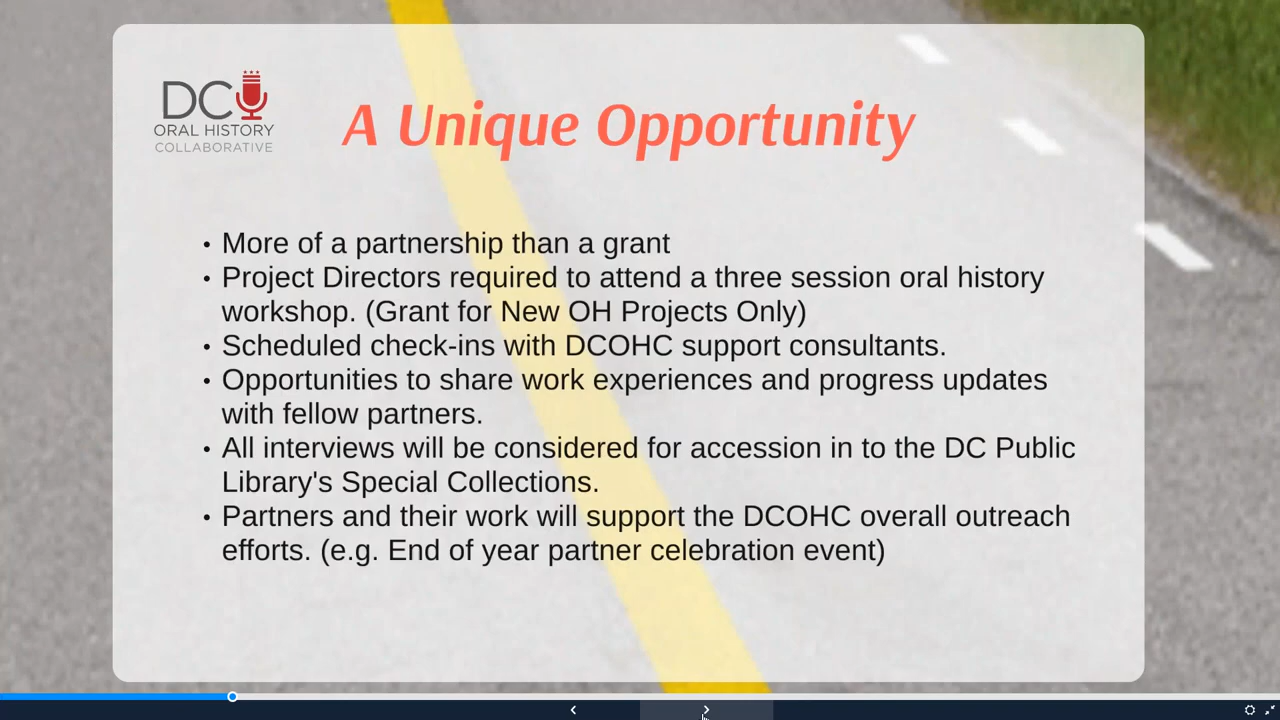 DC
ORAL HISTORY
COLLABORATIVE
A Unique Opportunity
• More of a partnership than a grant
• Project Directors required to attend a three session oral history
workshop. (Grant for New OH Projects Only)
• Scheduled check-ins with DCOHC support consultants.
• Opportunities to share work experiences and progress updates
with fellow partners.
• All interviews will be considered for accession in to the DC Public
Library's Special Collections.
• Partners and their work will support the DCOHC overall outreach
efforts. (e.g. End of year partner celebration event)